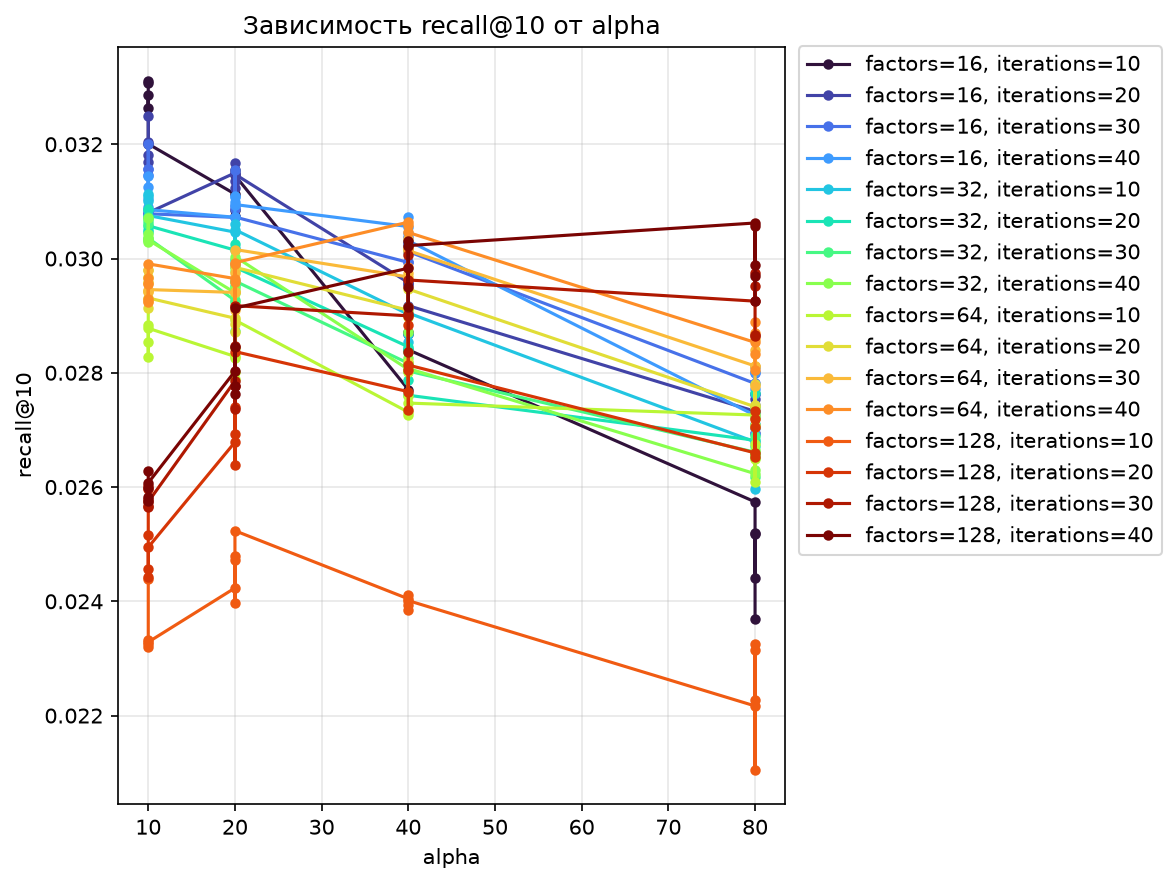 Зависимость recall@10 от alpha
recall@10
0.032
0.030
0.028
0.026
0.024
0.022
10 20 30 40 50 60 70 80
alpha
factors=16, iterations=10
factors=16, iterations=20
factors=16, iterations=30
factors=16, iterations=40
factors=32, iterations=10
factors=32, iterations=20
factors=32, iterations=30
factors=32, iterations=40
factors=64, iterations=10
factors=64, iterations=20
factors=64, iterations=30
factors=64, iterations=40
factors=128, iterations=10
factors=128, iterations=20
factors=128, iterations=30
factors=128, iterations=40